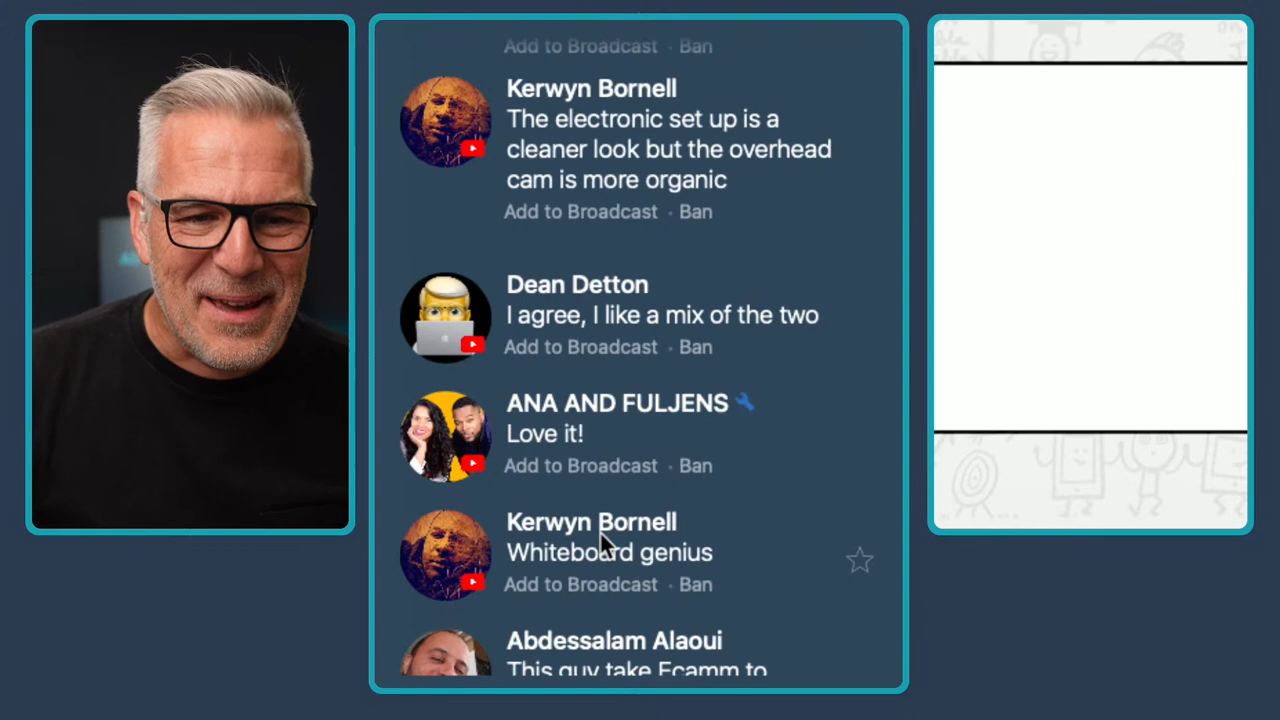 Add to Broadcast · Ban
Kerwyn Bornell
The electronic set up is a
cleaner look but the overhead
cam is more organic
Add to Broadcast · Ban
Dean Detton
I agree, I like a mix of the two
Add to Broadcast · Ban
ANA AND FULJENS
Love it!
Add to Broadcast · Ban
Kerwyn Bornell
Whiteboard genius
Add to Broadcast · Ban
Abdessalam Alaoui
This guy take Ecamm to